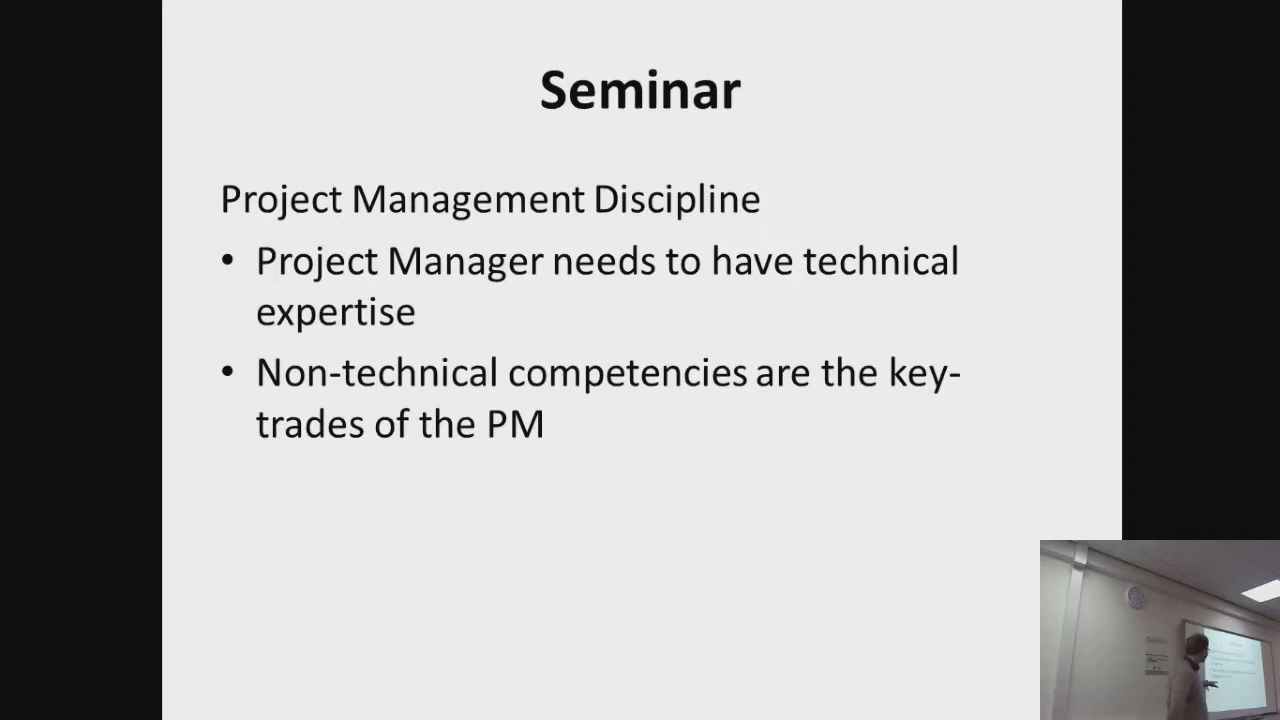 Seminar
Project Management Discipline
• Project Manager needs to have technical
expertise
• Non-technical competencies are the key-
trades of the PM